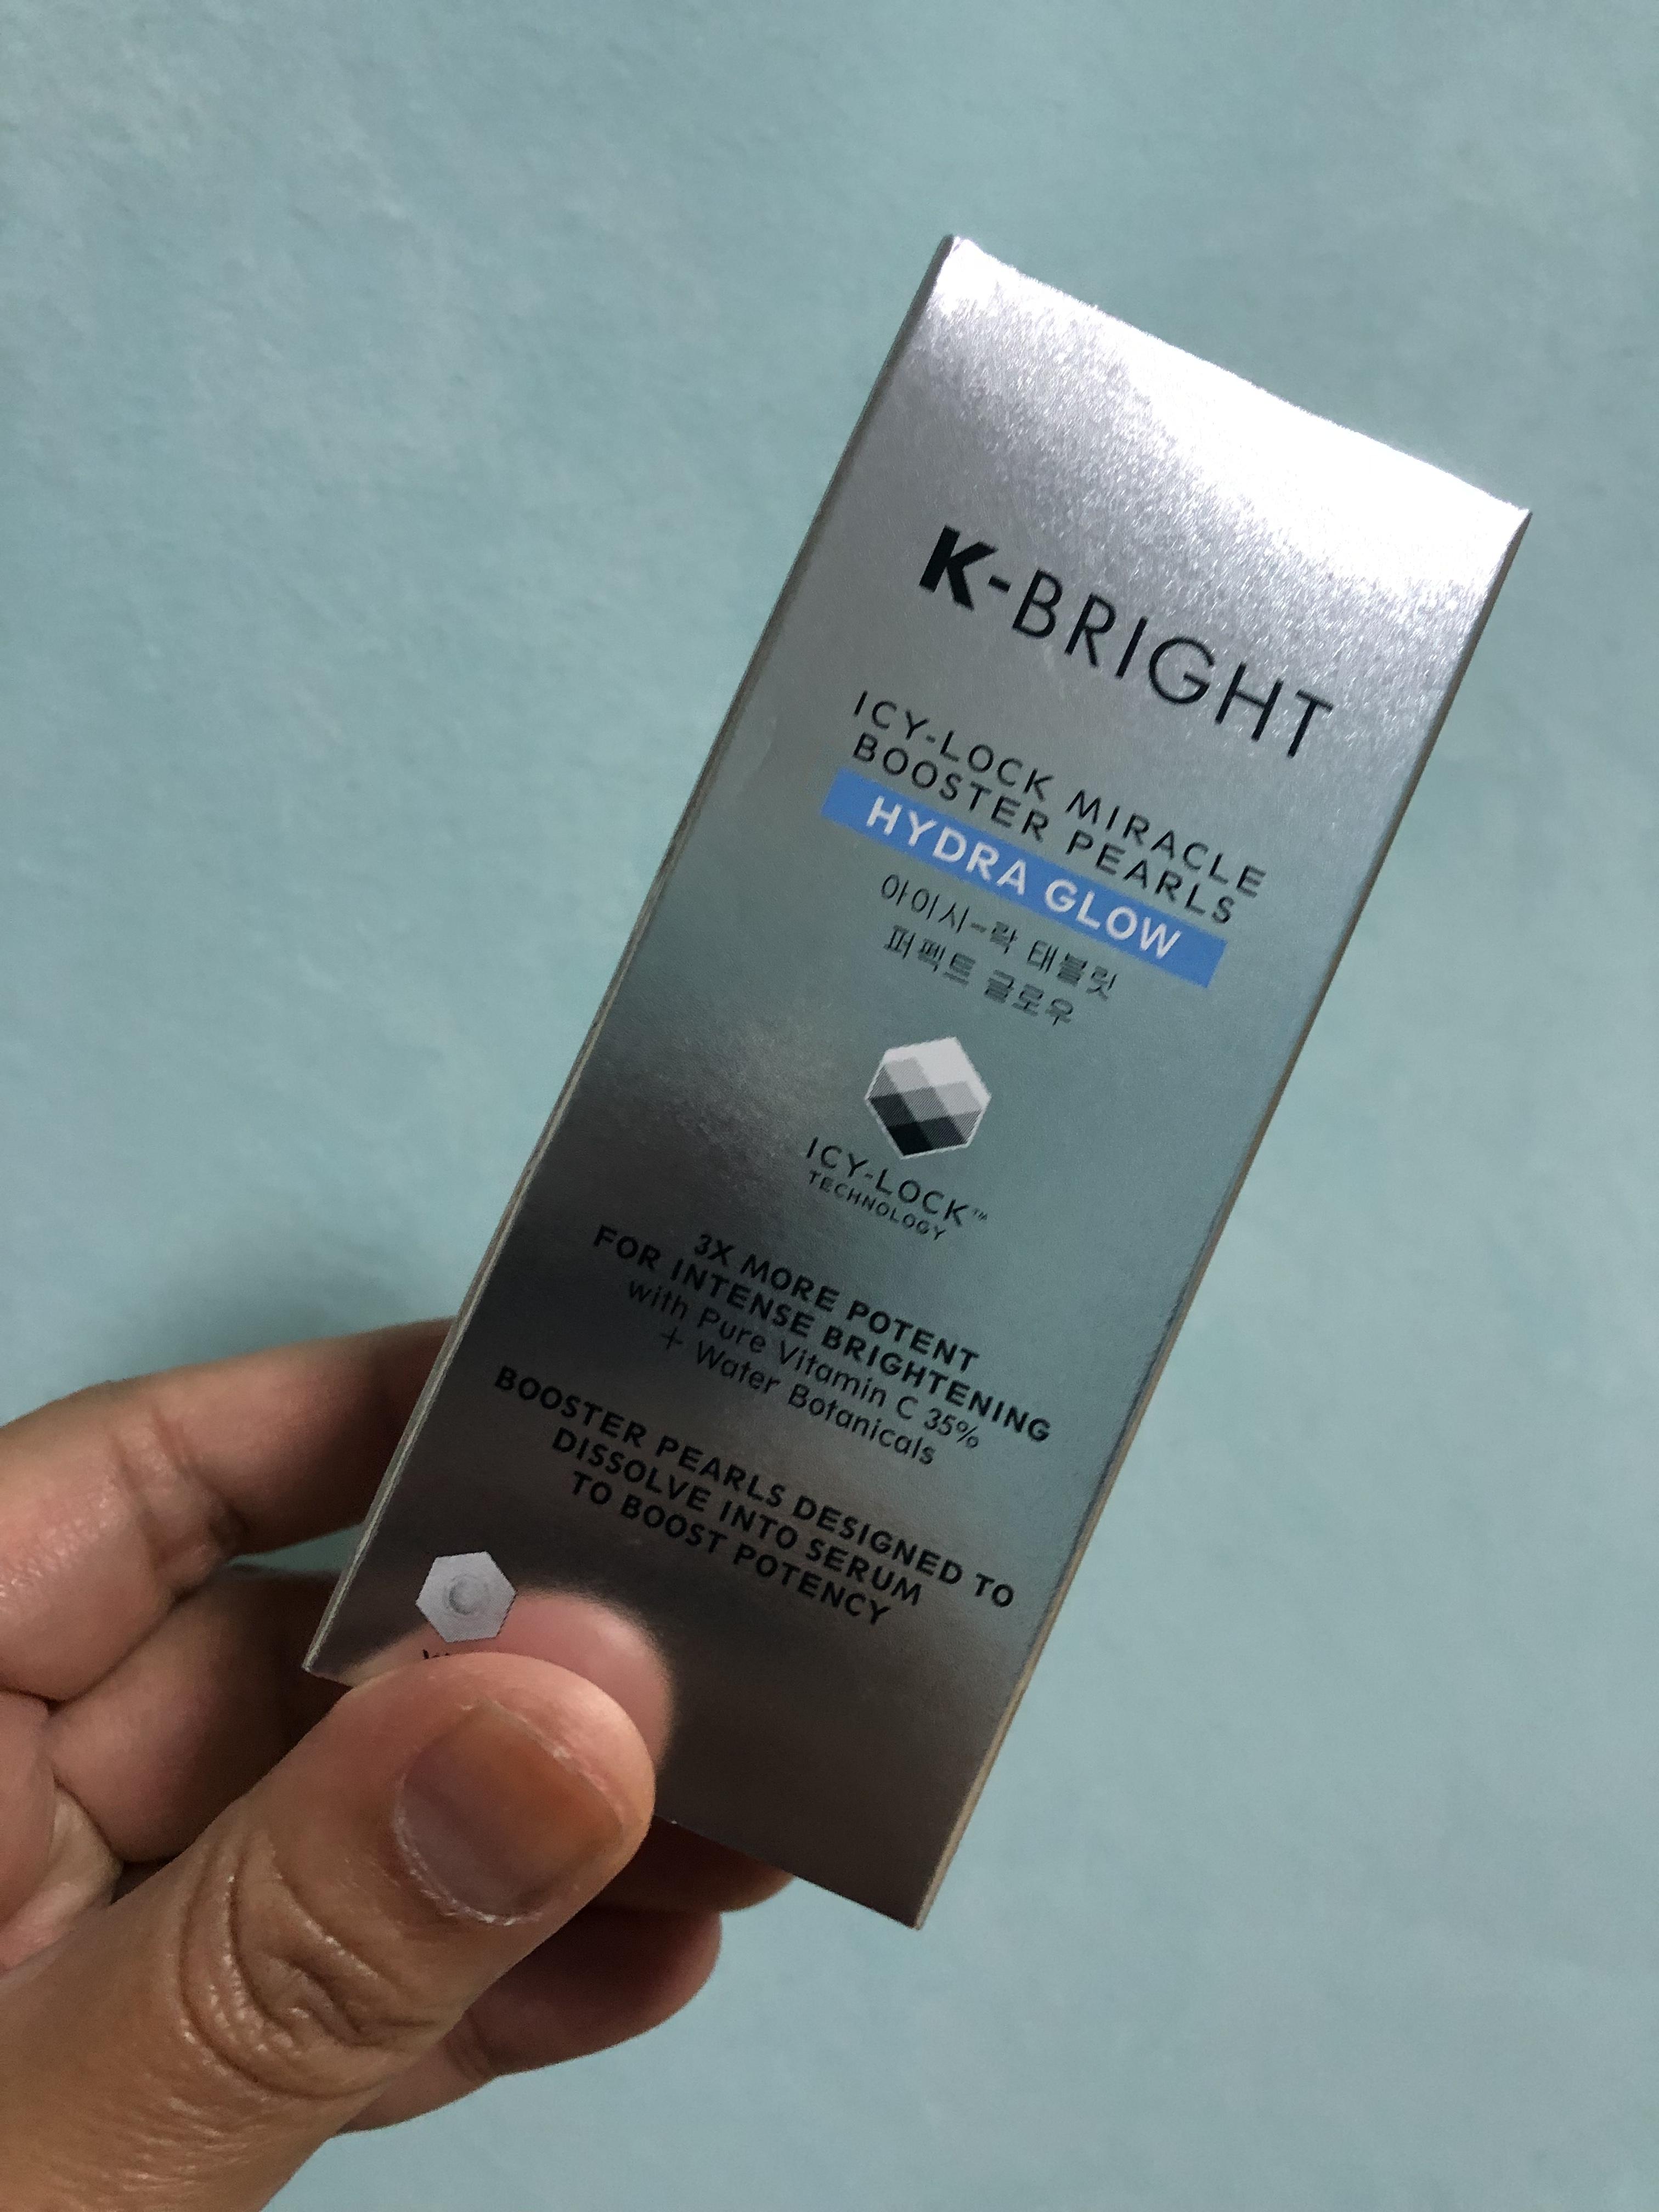 K-BRIGHT
ICY-LOCK MIRACLE
BOOSTER PEARLS
HYDRA GLOW
아이시-락 태블릿
퍼펙트 글로우
ICY-LOCK™
TECHNOLOGY
3X MORE POTENT
FOR INTENSE BRIGHTENING
with Pure Vitamin C 35%
+ Water Botanicals
BOOSTER PEARLS DESIGNED TO
DISSOLVE INTO SERUM
TO BOOST POTENCY